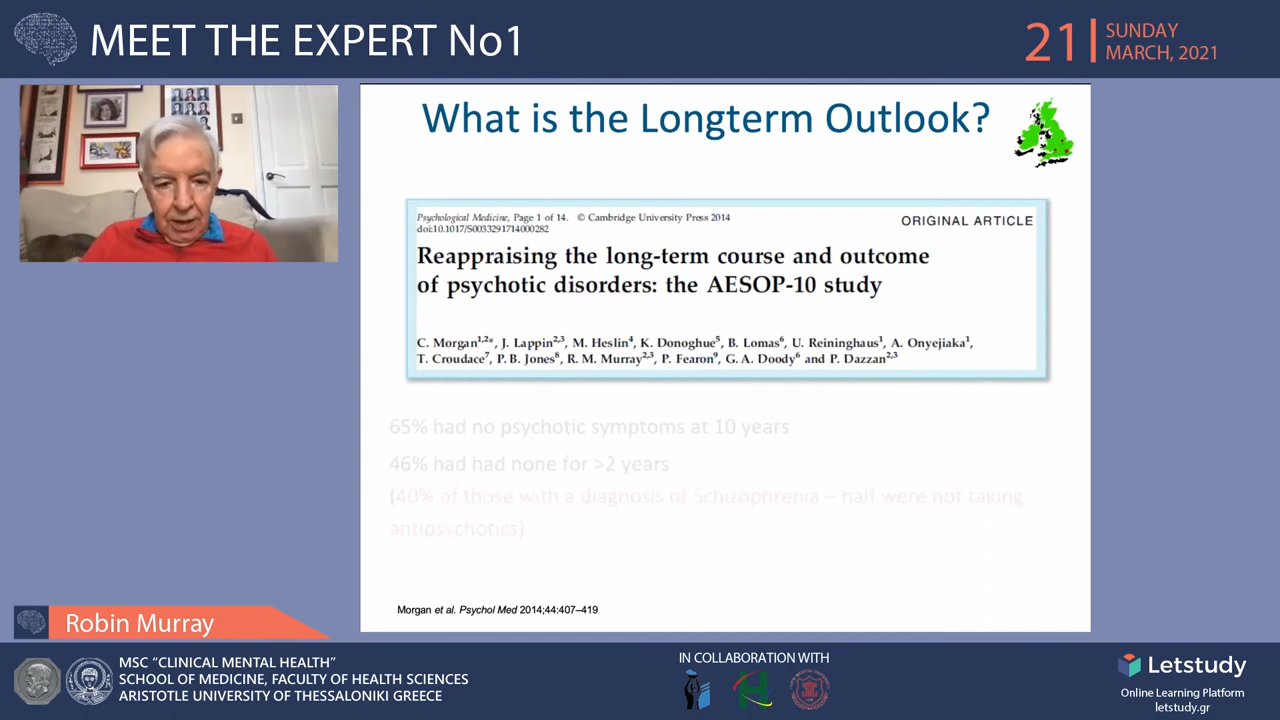 MEET THE EXPERT No1
21
SUNDAY
MARCH, 2021
What is the Longterm Outlook?
Psychological Medicine, Page 1 of 14. © Cambridge University Press 2014
doi:10.1017/S0033291714000282
ORIGINAL ARTICLE
Reappraising the long-term course and outcome
of psychotic disorders: the AESOP-10 study
C. Morgan1,2*, J. Lappin2,3, M. Heslin4, K. Donoghue5, B. Lomas6, U. Reininghaus1, A. Onyejiaka1,
T. Croudace7, P. B. Jones8, R. M. Murray2,3, P. Fearon9, G. A. Doody6 and P. Dazzan2,3
65% had no psychotic symptoms at 10 years
46% had had none for >2 years
(40% of those with a diagnosis of Schizophrenia – half were not taking
antipsychotics)
Morgan et al. Psychol Med 2014;44:407–419
Robin Murray
MSC “CLINICAL MENTAL HEALTH”
SCHOOL OF MEDICINE, FACULTY OF HEALTH SCIENCES
ARISTOTLE UNIVERSITY OF THESSALONIKI GREECE
IN COLLABORATION WITH
Letstudy
Online Learning Platform
letstudy.gr